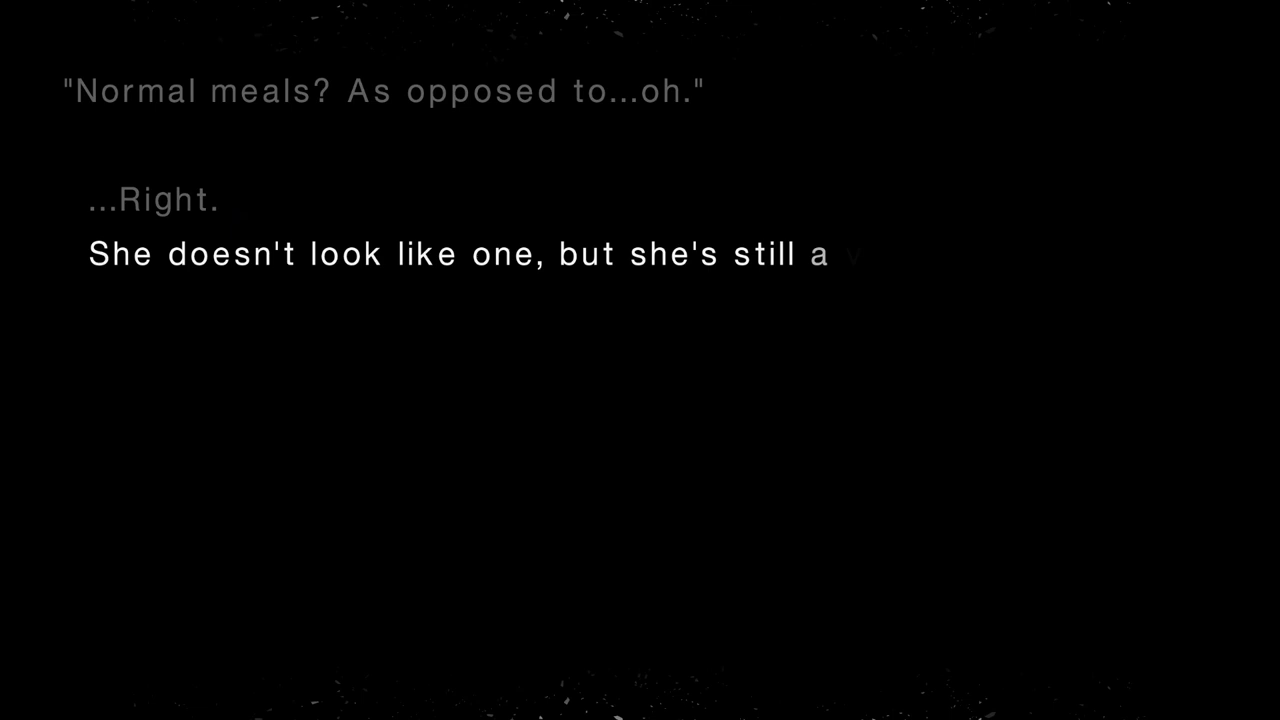 "Normal meals? As opposed to...oh."
...Right.
She doesn't look like one, but she's still a v